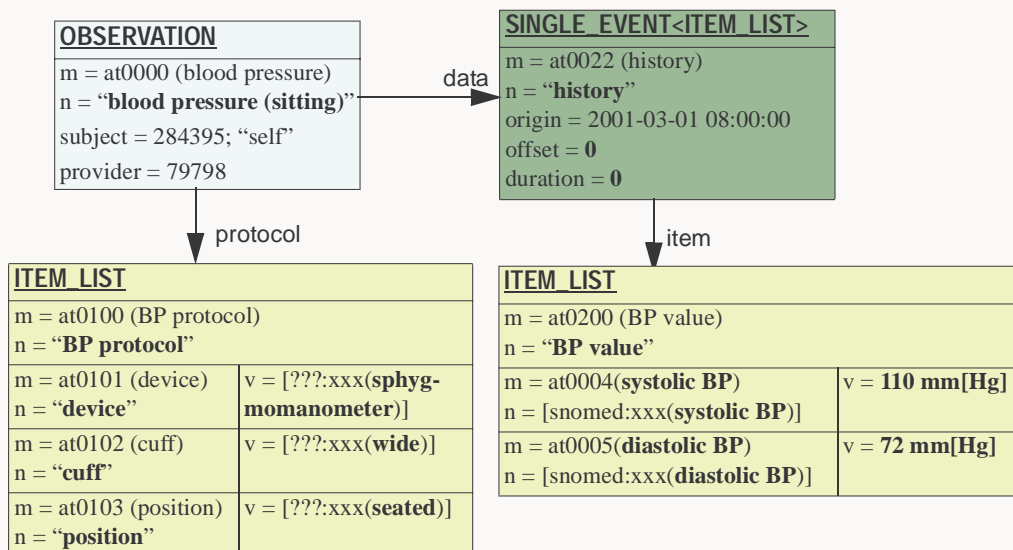 OBSERVATION
m = at0000 (blood pressure)
n = “blood pressure (sitting)”
subject = 284395; “self”
provider = 79798
data
SINGLE_EVENT<ITEM_LIST>
m = at0022 (history)
n = “history”
origin = 2001-03-01 08:00:00
offset = 0
duration = 0
protocol
item
ITEM_LIST
m = at0100 (BP protocol)
n = “BP protocol”
m = at0101 (device)
n = “device”
v = [???:xxx(sphyg-
momanometer)]
m = at0102 (cuff)
n = “cuff”
v = [???:xxx(wide)]
m = at0103 (position)
n = “position”
v = [???:xxx(seated)]
ITEM_LIST
m = at0200 (BP value)
n = “BP value”
m = at0004(systolic BP)
n = [snomed:xxx(systolic BP)]
v = 110 mm[Hg]
m = at0005(diastolic BP)
n = [snomed:xxx(diastolic BP)]
v = 72 mm[Hg]